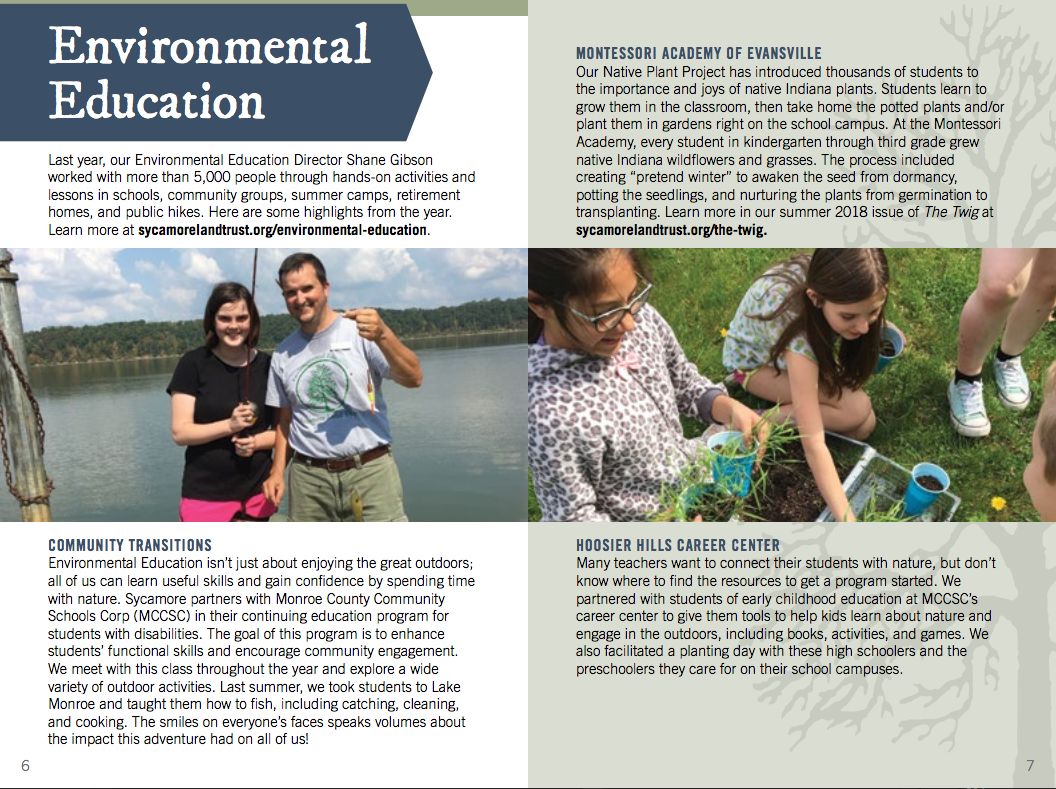 Environmental
Education
Last year, our Environmental Education Director Shane Gibson
worked with more than 5,000 people through hands-on activities and
lessons in schools, community groups, summer camps, retirement
homes, and public hikes. Here are some highlights from the year.
Learn more at sycamorelandtrust.org/environmental-education.
COMMUNITY TRANSITIONS
Environmental Education isn't just about enjoying the great outdoors;
all of us can learn useful skills and gain confidence by spending time
with nature. Sycamore partners with Monroe County Community
Schools Corp (MCCSC) in their continuing education program for
students with disabilities. The goal of this program is to enhance
students' functional skills and encourage community engagement.
We meet with this class throughout the year and explore a wide
variety of outdoor activities. Last summer, we took students to Lake
Monroe and taught them how to fish, including catching, cleaning,
and cooking. The smiles on everyone's faces speaks volumes about
the impact this adventure had on all of us!
6
MONTESSORI ACADEMY OF EVANSVILLE
Our Native Plant Project has introduced thousands of students to
the importance and joys of native Indiana plants. Students learn to
grow them in the classroom, then take home the potted plants and/or
plant them in gardens right on the school campus. At the Montessori
Academy, every student in kindergarten through third grade grew
native Indiana wildflowers and grasses. The process included
creating "pretend winter" to awaken the seed from dormancy,
potting the seedlings, and nurturing the plants from germination to
transplanting. Learn more in our summer 2018 issue of The Twig at
sycamorelandtrust.org/the-twig.
HOOSIER HILLS CAREER CENTER
Many teachers want to connect their students with nature, but don't
know where to find the resources to get a program started. We
partnered with students of early childhood education at MCCSC's
career center to give them tools to help kids learn about nature and
engage in the outdoors, including books, activities, and games. We
also facilitated a planting day with these high schoolers and the
preschoolers they care for on their school campuses.
7